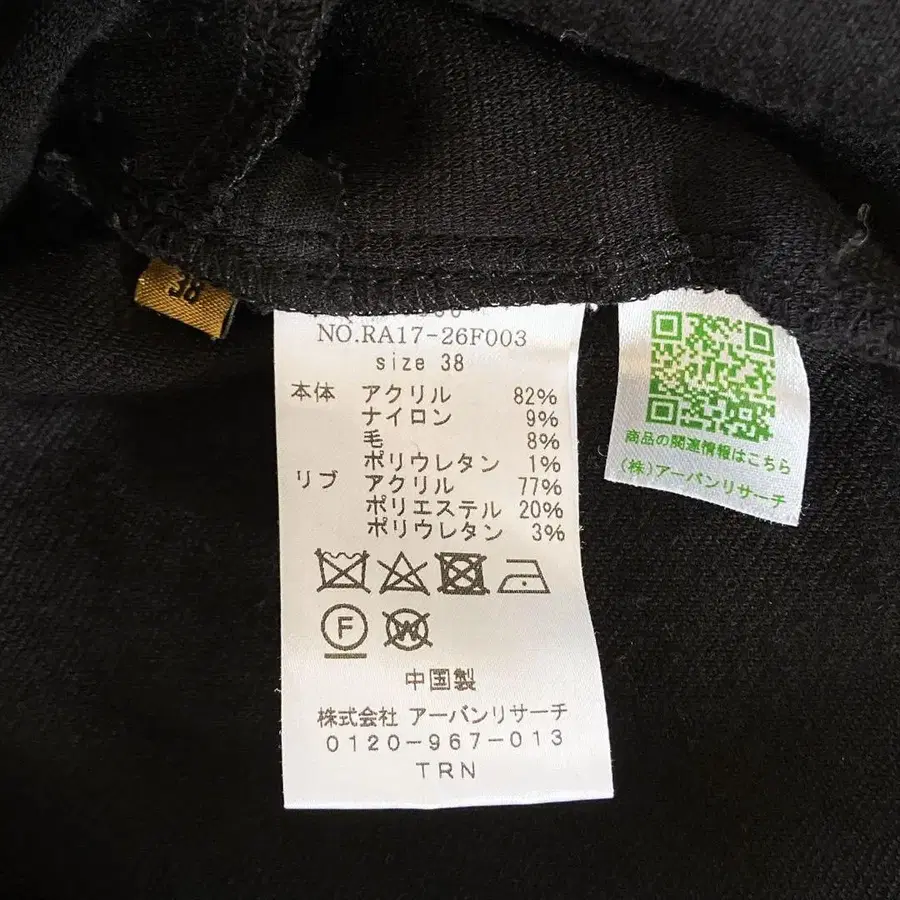 38
NO.RA17-26F003
size 38
本体 アクリル 82%
ナイロン 9%
毛 8%
ポリウレタン 1%
リブ アクリル 77%
ポリエステル 20%
ポリウレタン 3%
F W
中国製
株式会社 アーバンリサーチ
0120-967-013
TRN
商品の関連情報はこちら
(株)アーバンリサーチ